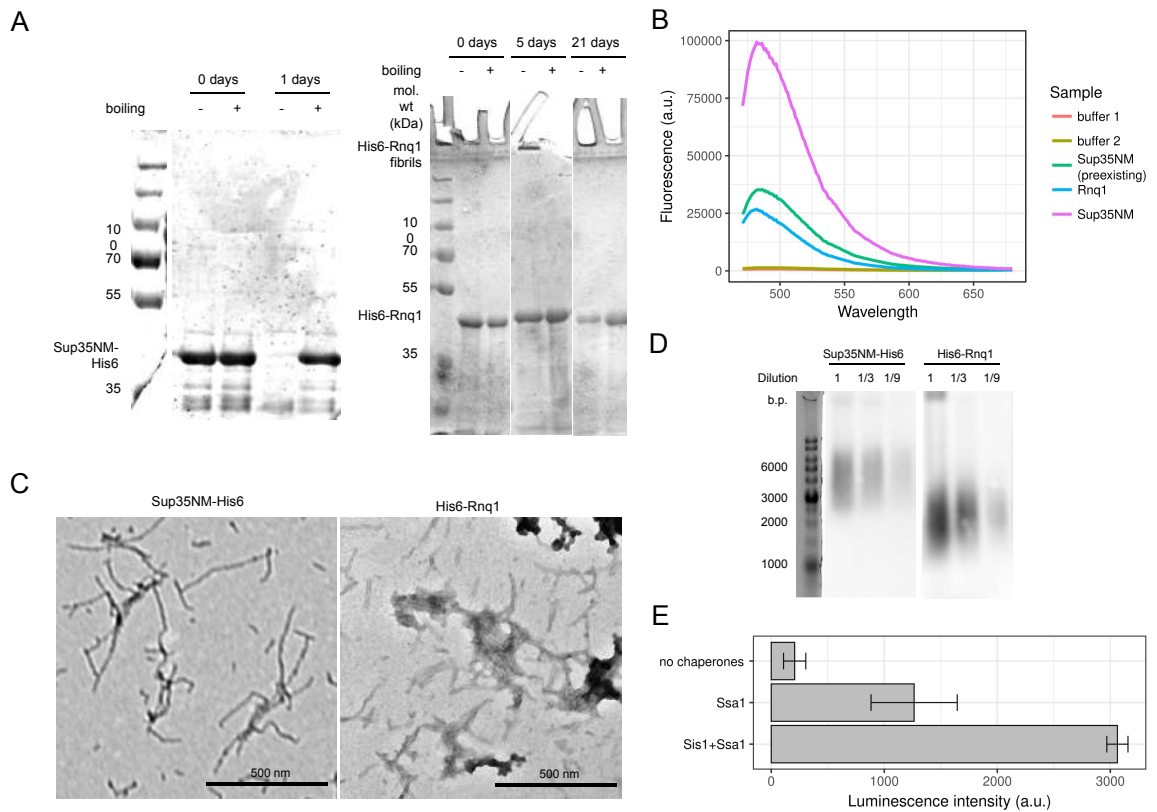 A
0 days 1 days
boiling - + - +
10
0
70
55
Sup35NM-
His6
35
0 days 5 days 21 days
boiling - + - + - +
mol.
wt
(kDa)
His6-Rnq1
fibrils
10
0
70
55
His6-Rnq1
35
B
Fluorescence (a.u.)
100000
75000
50000
25000
0
500 550 600 650
Wavelength
Sample
buffer 1
buffer 2
Sup35NM
(preexisting)
Rnq1
Sup35NM
C
Sup35NM-His6 His6-Rnq1
500 nm 500 nm
D
Sup35NM-His6 His6-Rnq1
Dilution 1 1/3 1/9 1 1/3 1/9
b.p.
6000
3000
2000
1000
E
no chaperones
Ssa1
Sis1+Ssa1
0 1000 2000 3000
Luminescence intensity (a.u.)